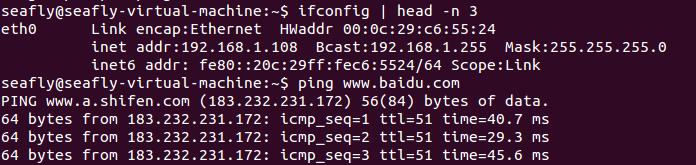 seafly@seafly-virtual-machine:~$ ifconfig | head -n 3
eth0      Link encap:Ethernet  HWaddr 00:0c:29:c6:55:24
          inet addr:192.168.1.108  Bcast:192.168.1.255  Mask:255.255.255.0
          inet6 addr: fe80::20c:29ff:fec6:5524/64 Scope:Link
seafly@seafly-virtual-machine:~$ ping www.baidu.com
PING www.a.shifen.com (183.232.231.172) 56(84) bytes of data.
64 bytes from 183.232.231.172: icmp_seq=1 ttl=51 time=40.7 ms
64 bytes from 183.232.231.172: icmp_seq=2 ttl=51 time=29.3 ms
64 bytes from 183.232.231.172: icmp_seq=3 ttl=51 time=45.6 ms